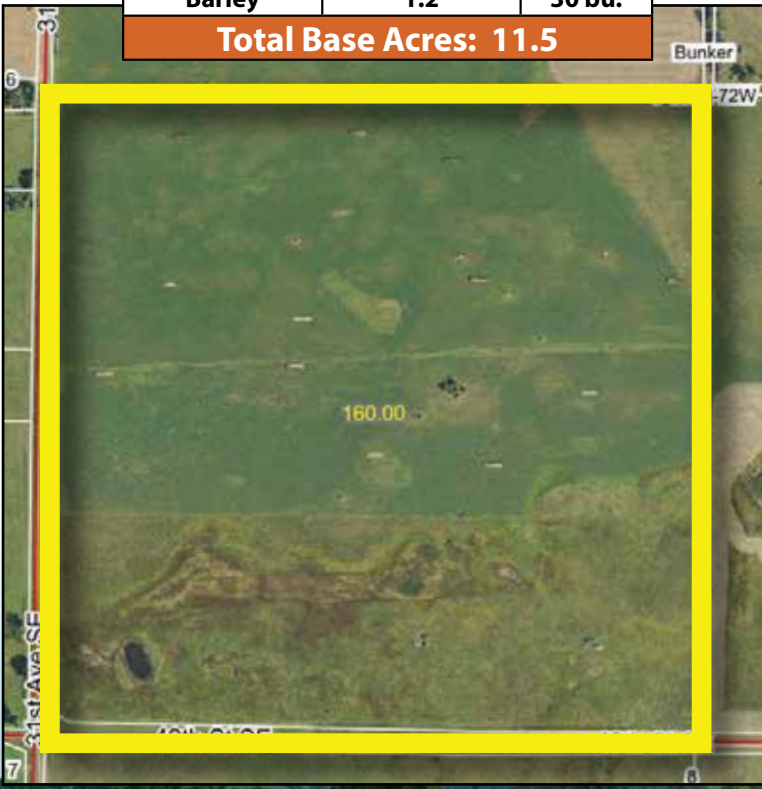 Barley 1.2 30 bu.
Total Base Acres: 11.5
31
Bunker
6
-72W
160.00
31st Ave SE
7
8